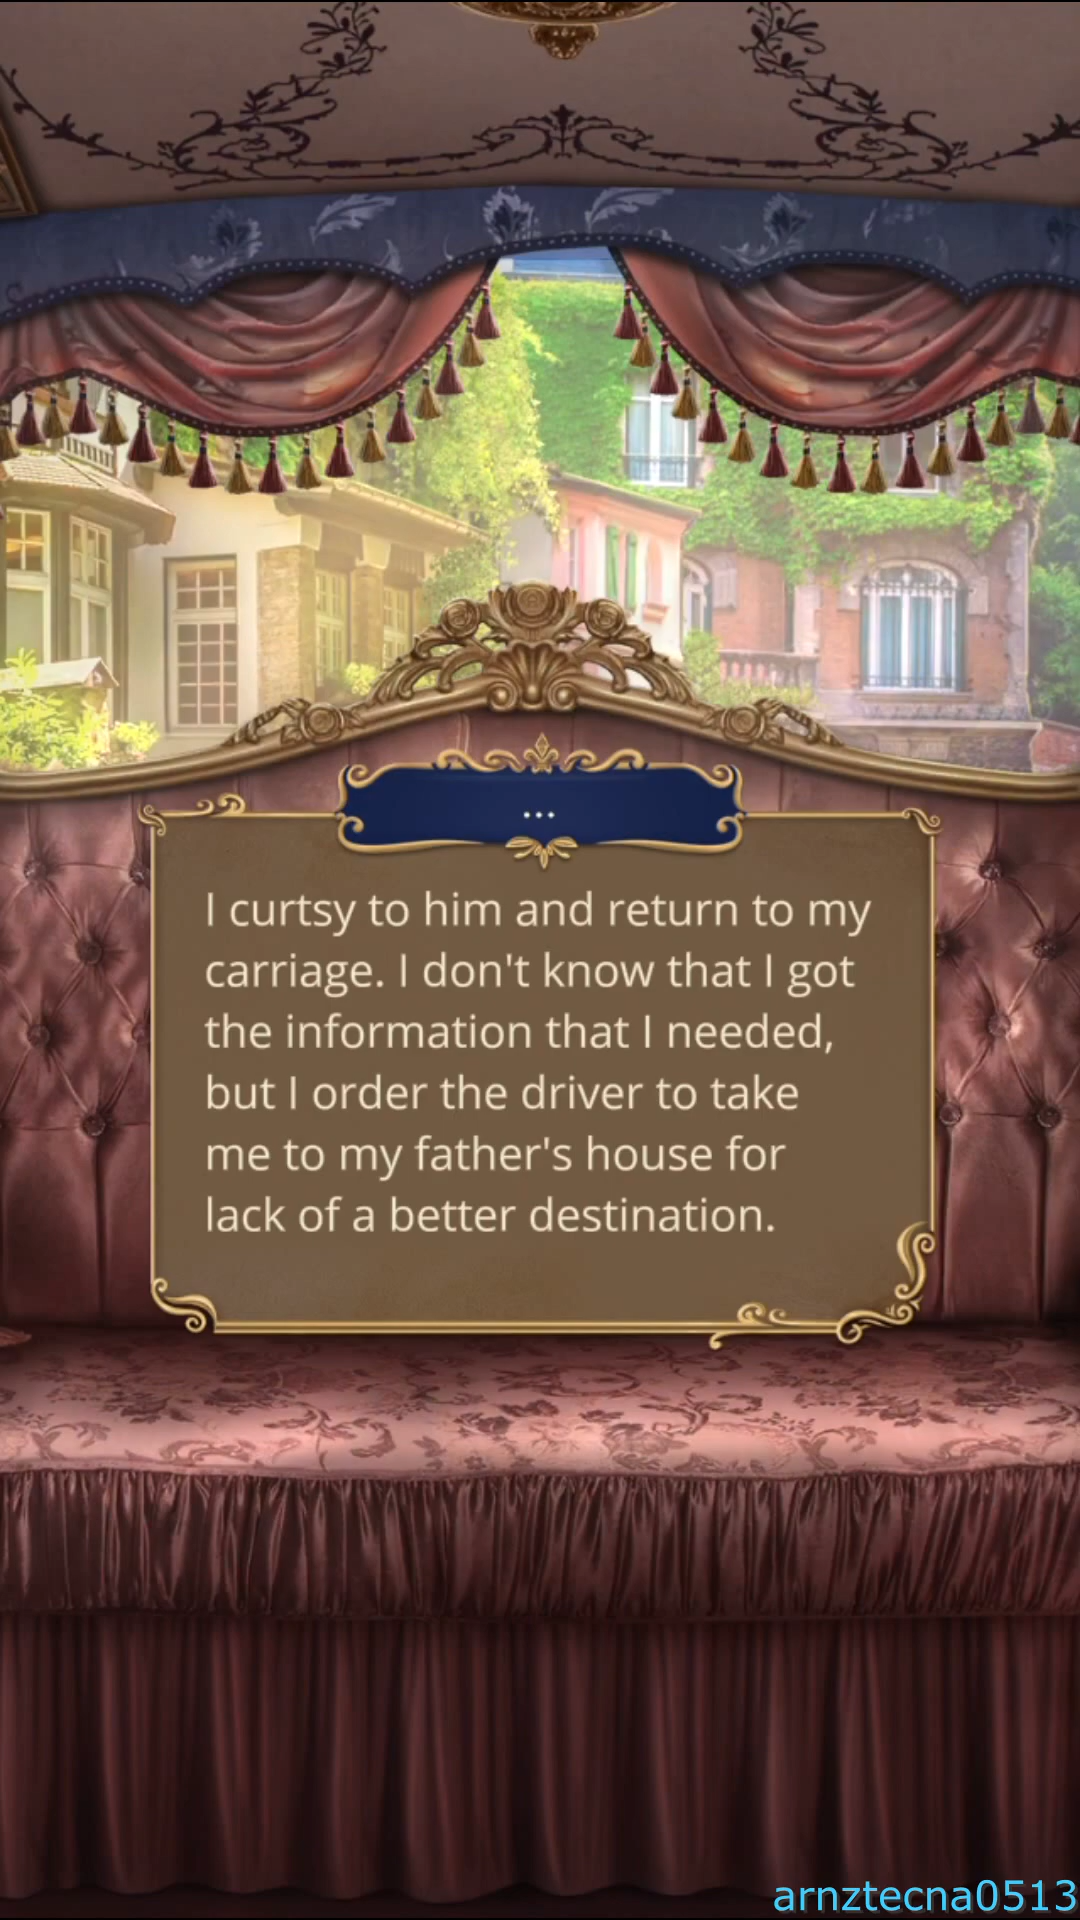 ...
I curtsy to him and return to my
carriage. I don't know that I got
the information that I needed,
but I order the driver to take
me to my father's house for
lack of a better destination.
arnztecna0513